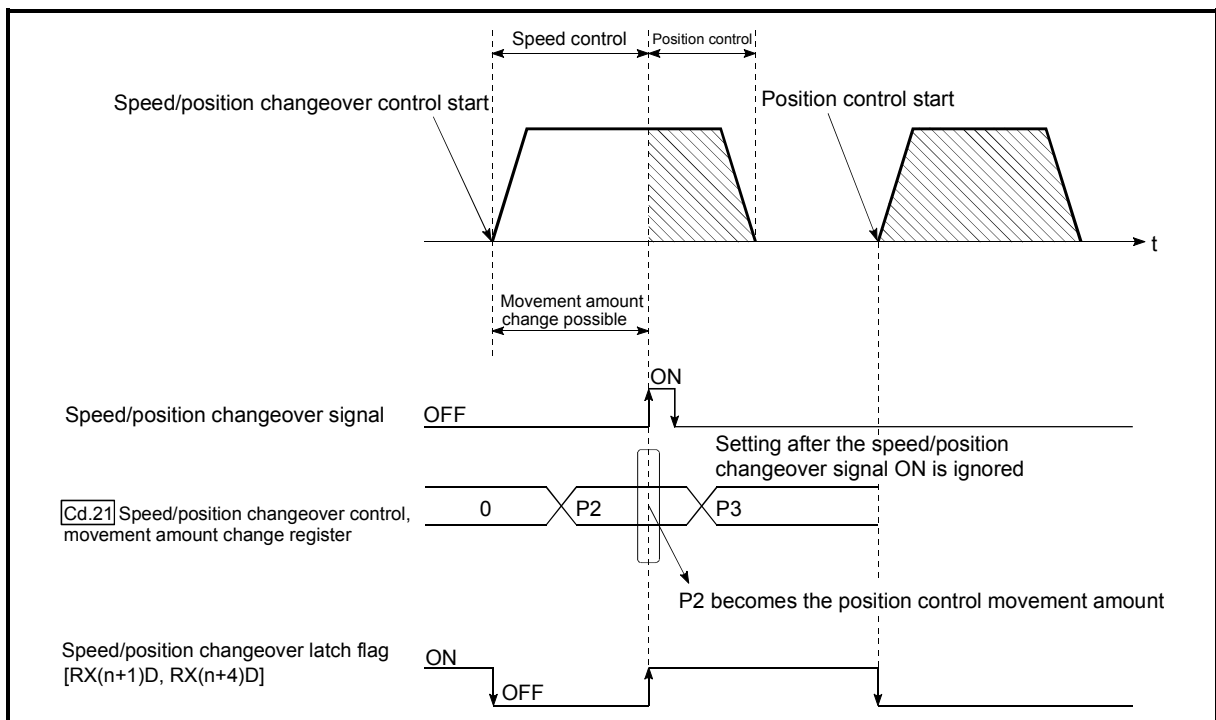 Speed control
Position control
Speed/position changeover control start
Position control start
t
Movement amount
change possible
ON
Speed/position changeover signal
OFF
Setting after the speed/position
changeover signal ON is ignored
Cd.21 Speed/position changeover control,
movement amount change register
0
P2
P3
P2 becomes the position control movement amount
Speed/position changeover latch flag
[RX(n+1)D, RX(n+4)D]
ON
OFF